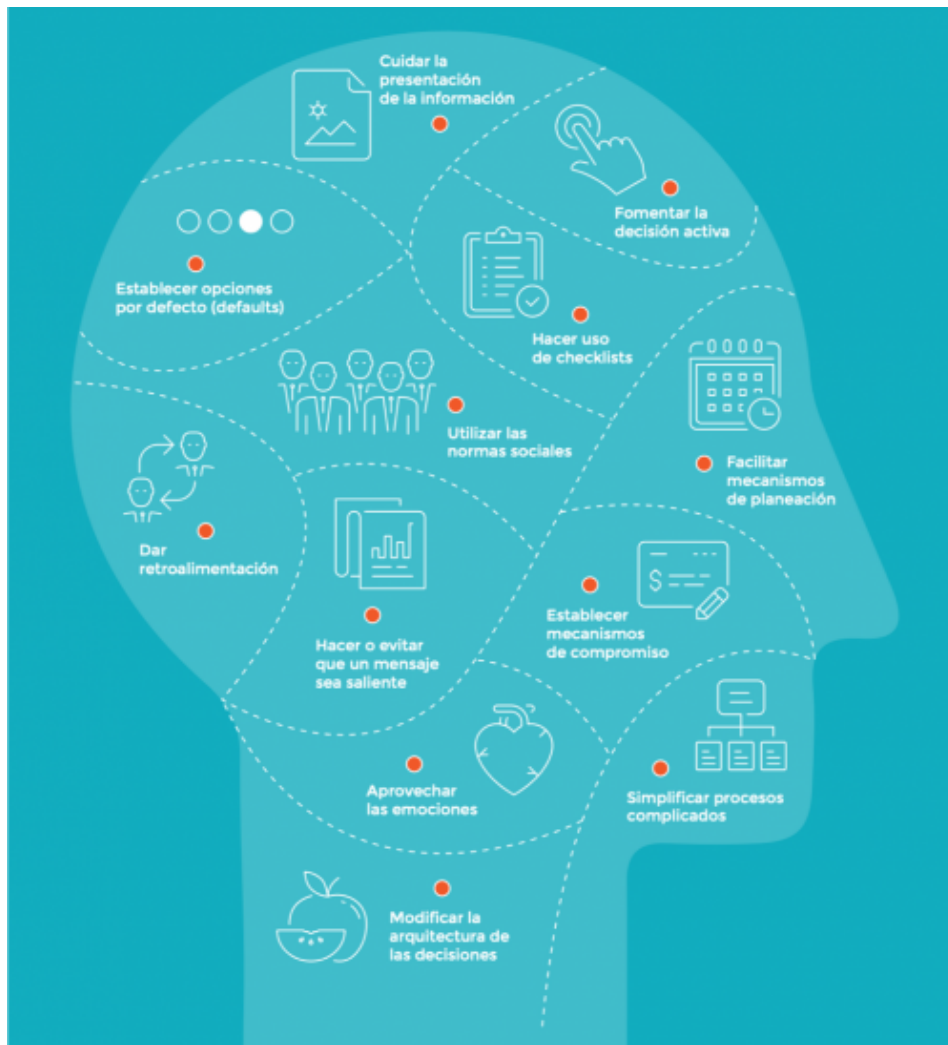 Cuidar la
presentación
de la información
Fomentar la
decisión activa
Establecer opciones
por defecto (defaults)
Hacer uso
de checklists
Utilizar las
normas sociales
Facilitar
mecanismos
de planeación
Dar
retroalimentación
Hacer o evitar
que un mensaje
sea saliente
Establecer
mecanismos
de compromiso
Aprovechar
las emociones
Simplificar procesos
complicados
Modificar la
arquitectura de
las decisiones